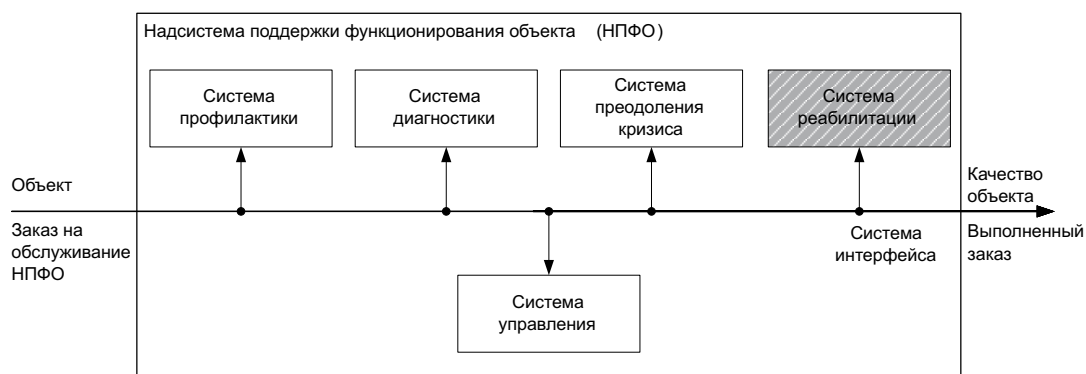 Надсистема поддержки функционирования объекта (НПФО)
Система
профилактики
Система
диагностики
Система
преодоления
кризиса
Система
реабилитации
Объект
Заказ на
обслуживание
НПФО
Качество
объекта
Выполненный
заказ
Система
интерфейса
Система
управления